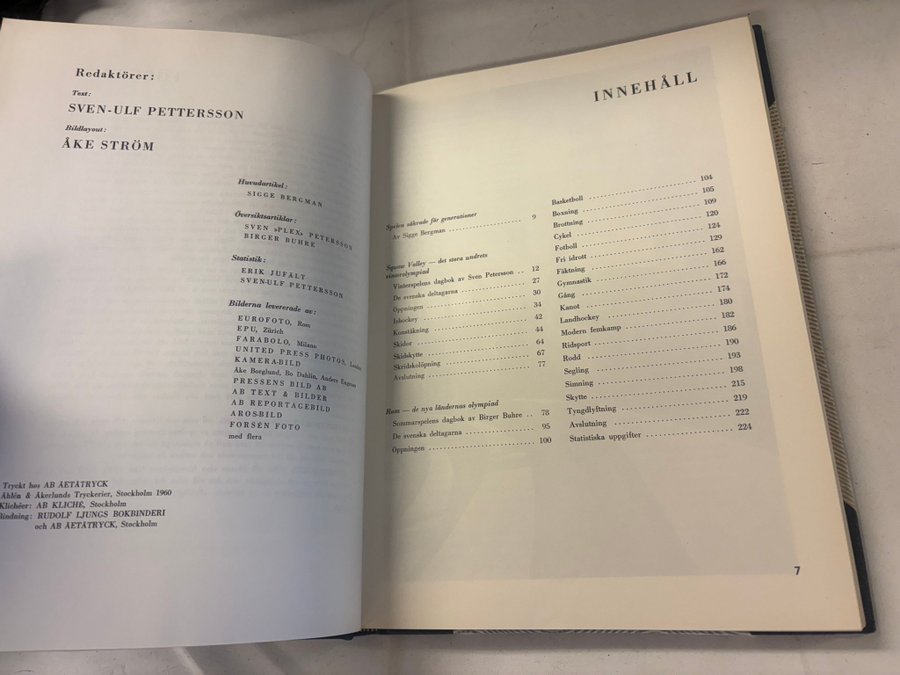 Redaktörer:
Text:
SVEN-ULF PETTERSSON
Bildlayout:
ÅKE STRÖM
Huvudartikel:
SIGGE BERGMAN
Översiktsartiklar:
SVEN »PLEX» PETERSSON
BIRGER BUHRE
Statistik:
ERIK JUFALT
SVEN-ULF PETTERSSON
Bilderna levererade av:
EUROFOTO, Rom
EPU, Zürich
FARABOLO, Milano
UNITED PRESS PHOTOS, London
KAMERA-BILD
Åke Borglund, Bo Dahlin, Anders Engman
PRESSENS BILD AB
AB TEXT & BILDER
AB REPORTAGEBILD
AROSBILD
FORSÉN FOTO
med flera
Tryckt hos AB ÅETÅTRYCK
Åhlén & Åkerlunds Tryckerier, Stockholm 1960
Klichéer: AB KLICHÉ, Stockholm
Bindning: RUDOLF LJUNGS BOKBINDERI
och AB ÅETÅTRYCK, Stockholm
INNEHÅLL
Spelen säkrade för generationer
Av Sigge Bergman 9
Squaw Valley — det stora undrets
vinterolympiad
Vinterspelens dagbok av Sven Petersson 12
De svenska deltagarna 27
Öppningen 30
Ishockey 34
Konståkning 42
Skidor 44
Skidskytte 64
Skridskolöpning 67
Avslutning 77
Rom — de nya ländernas olympiad
Sommarspelens dagbok av Birger Buhre 78
De svenska deltagarna 95
Öppningen 100
Basketboll 104
Boxning 105
Brottning 109
Cykel 120
Fotboll 124
Fri idrott 129
Fäktning 162
Gymnastik 166
Gång 172
Kanot 174
Landhockey 180
Modern femkamp 182
Ridsport 186
Rodd 190
Segling 193
Simning 198
Skytte 215
Tyngdlyftning 219
Avslutning 222
Statistiska uppgifter 224
7